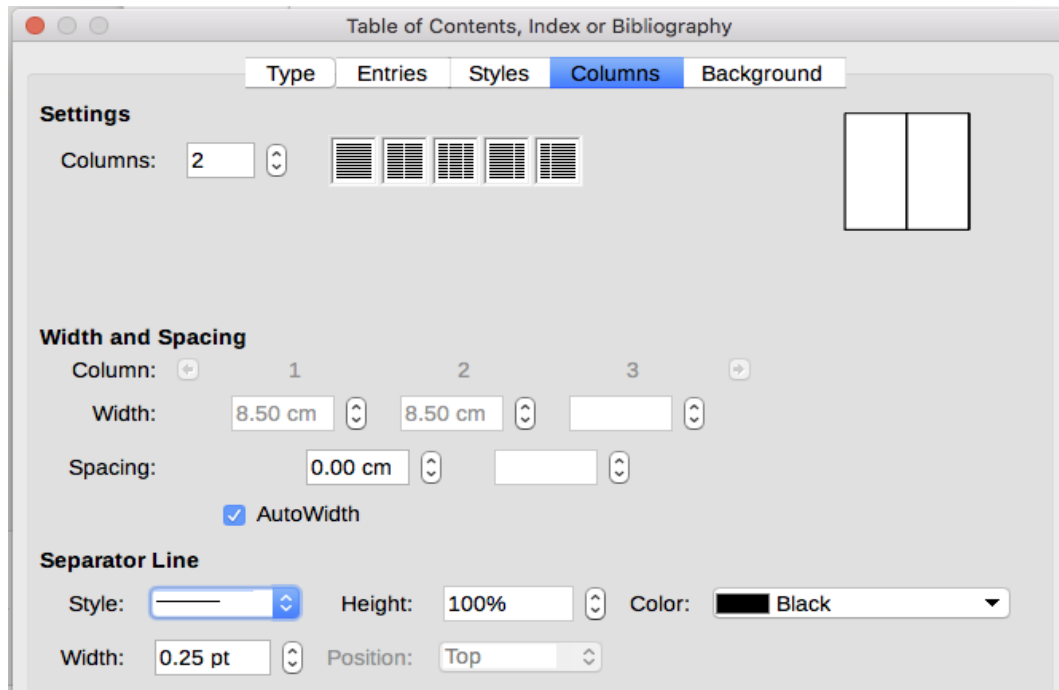 Table of Contents, Index or Bibliography
Type Entries Styles Columns Background
Settings
Columns: 2
Width and Spacing
Column: 1 2 3
Width: 8.50 cm 8.50 cm
Spacing: 0.00 cm
AutoWidth
Separator Line
Style: Height: 100% Color: Black
Width: 0.25 pt Position: Top